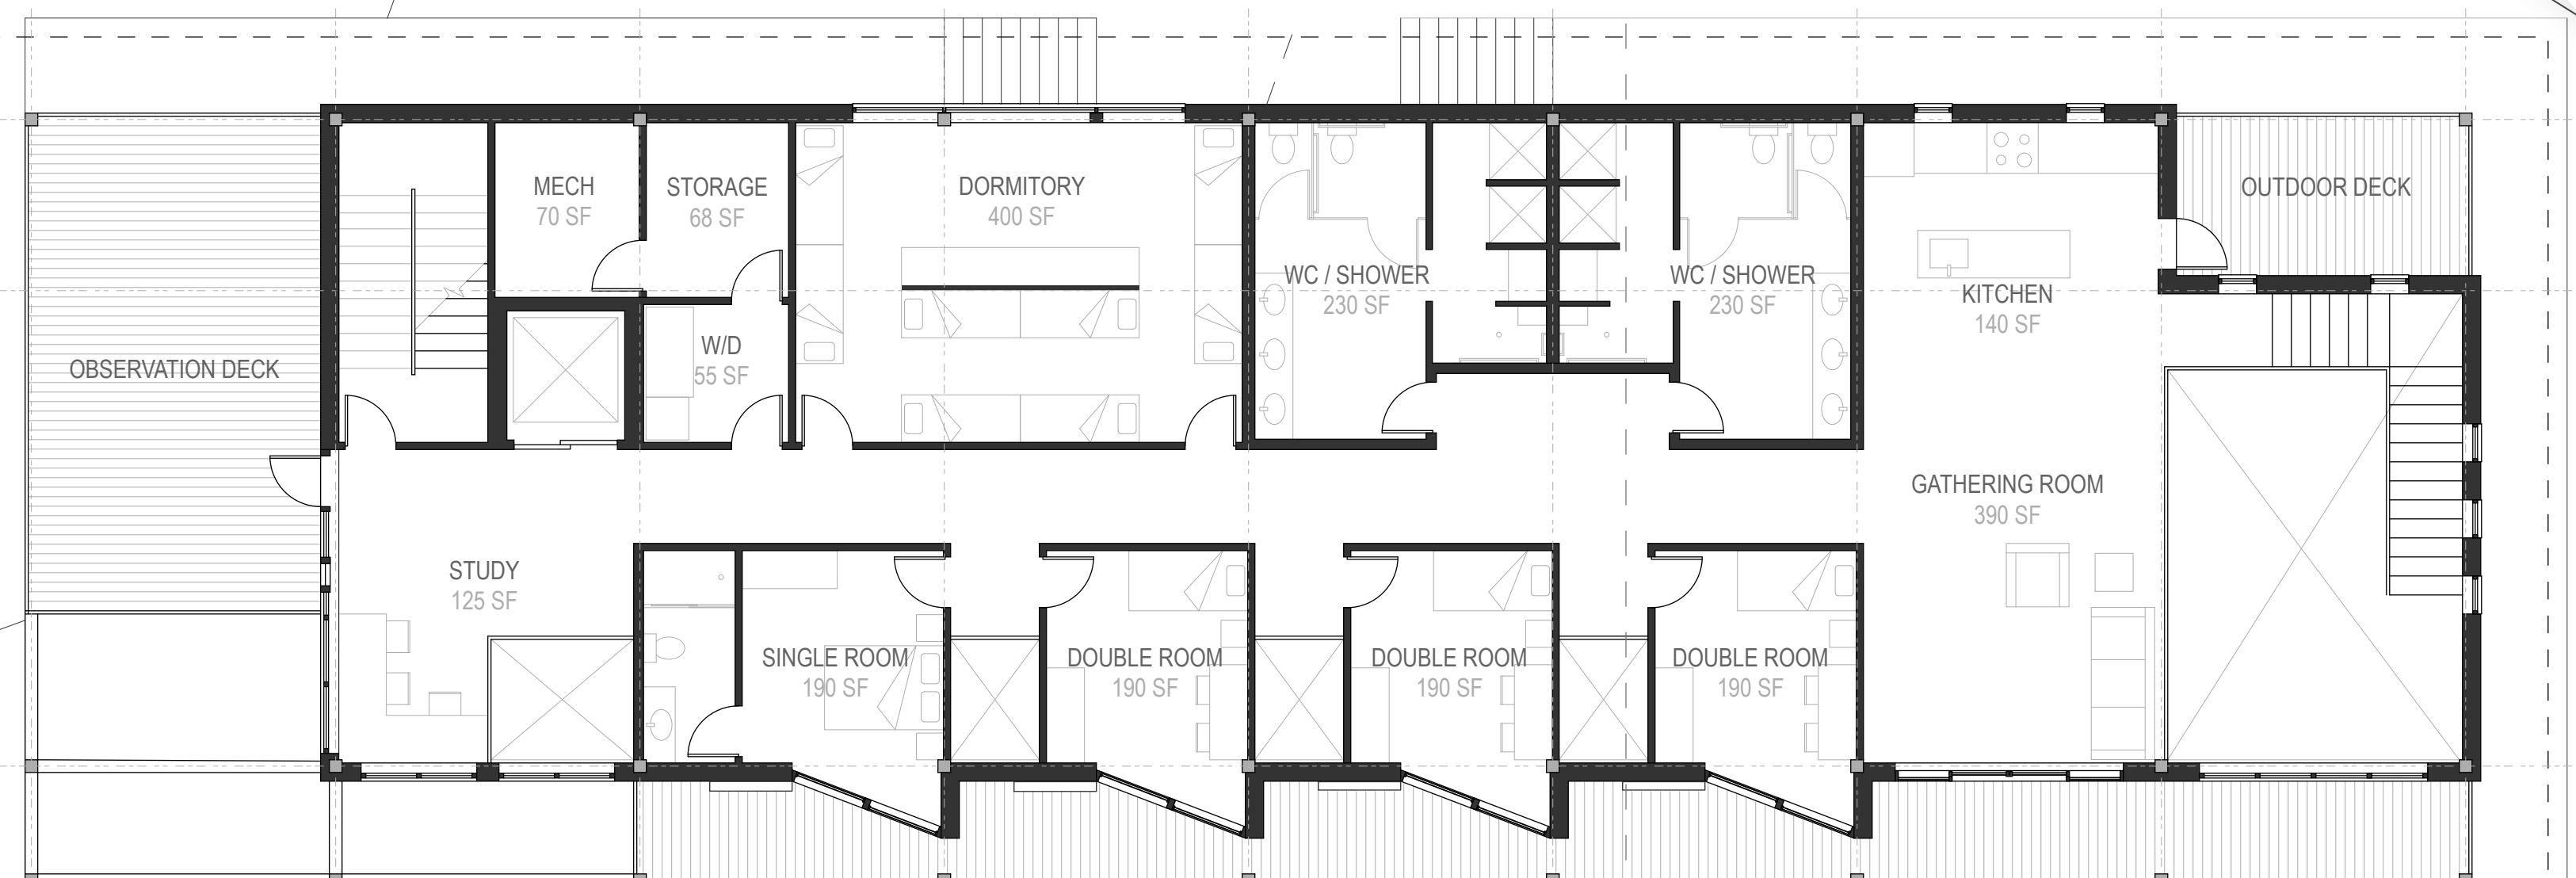 MECH
70 SF
STORAGE
68 SF
DORMITORY
400 SF
OUTDOOR DECK
WC / SHOWER
230 SF
WC / SHOWER
230 SF
KITCHEN
140 SF
OBSERVATION DECK
W/D
55 SF
GATHERING ROOM
390 SF
STUDY
125 SF
SINGLE ROOM
190 SF
DOUBLE ROOM
190 SF
DOUBLE ROOM
190 SF
DOUBLE ROOM
190 SF